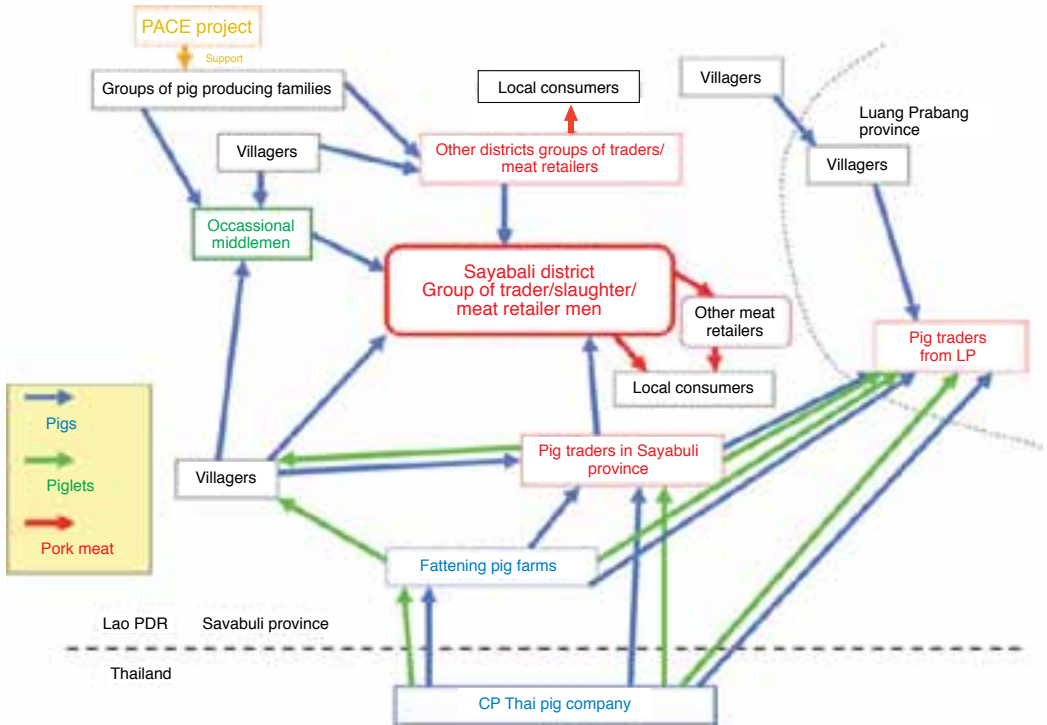 PACE project
Support
Groups of pig producing families
Local consumers
Villagers
Luang Prabang
province
Villagers
Other districts groups of traders/
meat retailers
Villagers
Occassional
middlemen
Sayabali district
Group of trader/slaughter/
meat retailer men
Other meat
retailers
Pig traders
from LP
Local consumers
Pigs
Piglets
Pork meat
Villagers
Pig traders in Sayabuli
province
Fattening pig farms
Lao PDR
Savabuli province
Thailand
CP Thai pig company